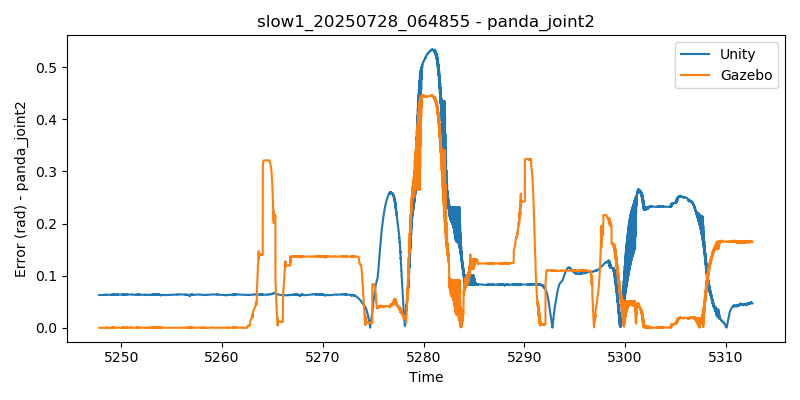 slow1_20250728_064855 - panda_joint2
Unity
Gazebo
Error (rad) - panda_joint2
0.5
0.4
0.3
0.2
0.1
0.0
5250 5260 5270 5280 5290 5300 5310
Time